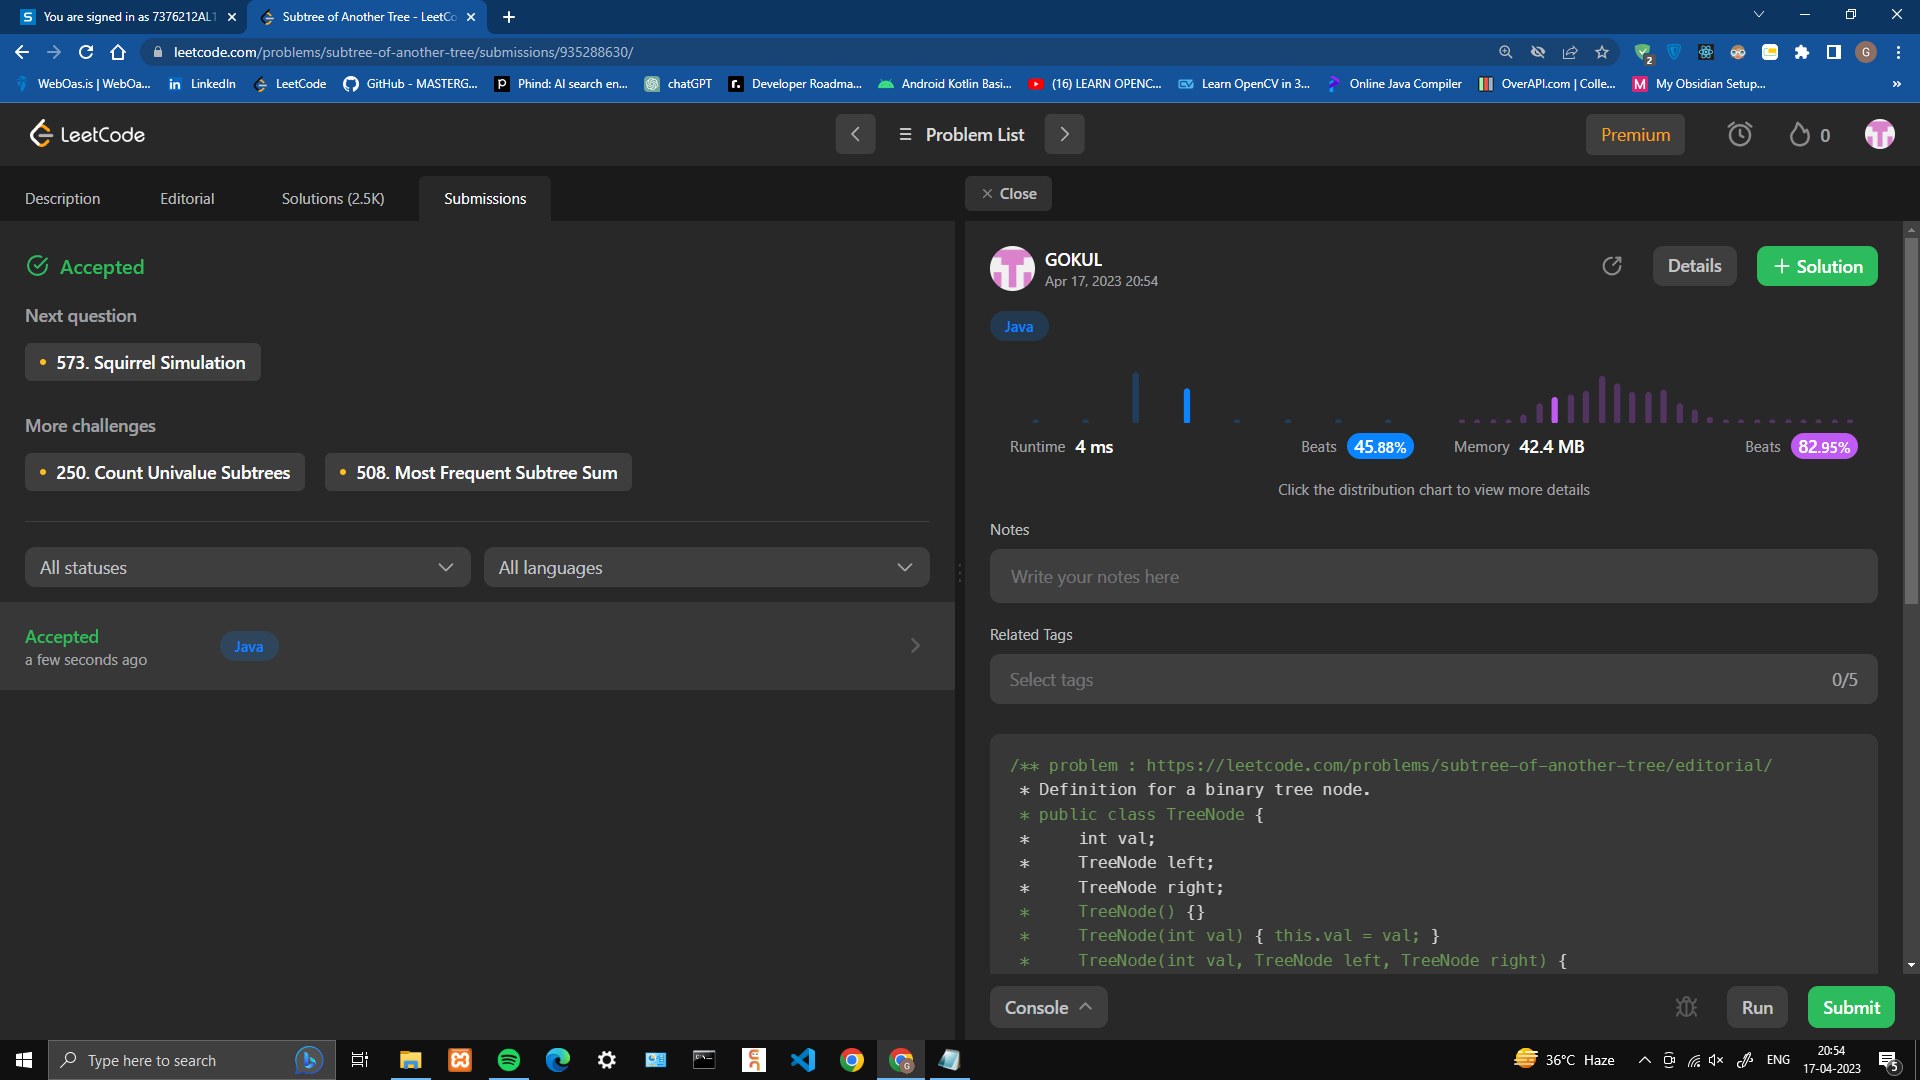 You are signed in as 7376212AL1
Subtree of Another Tree - LeetCo
leetcode.com/problems/subtree-of-another-tree/submissions/935288630/
2
G
WebOas.is | WebOa...
LinkedIn
LeetCode
GitHub - MASTERG...
Phind: AI search en...
chatGPT
Developer Roadma...
Android Kotlin Basi...
(16) LEARN OPENC...
Learn OpenCV in 3...
Online Java Compiler
OverAPI.com | Colle...
My Obsidian Setup...
»
LeetCode
Problem List
Premium
0
Description
Editorial
Solutions (2.5K)
Submissions
Close
Accepted
Next question
573. Squirrel Simulation
More challenges
250. Count Univalue Subtrees
508. Most Frequent Subtree Sum
All statuses
All languages
Accepted
a few seconds ago
Java
GOKUL
Apr 17, 2023 20:54
Details
+ Solution
Java
Runtime 4 ms
Beats 45.88%
Memory 42.4 MB
Beats 82.95%
Click the distribution chart to view more details
Notes
Write your notes here
Related Tags
Select tags
0/5
/** problem : https://leetcode.com/problems/subtree-of-another-tree/editorial/
* Definition for a binary tree node.
* public class TreeNode {
*     int val;
*     TreeNode left;
*     TreeNode right;
*     TreeNode() {}
*     TreeNode(int val) { this.val = val; }
*     TreeNode(int val, TreeNode left, TreeNode right) {
Console
Run
Submit
Type here to search
36°C Haze
ENG
20:54
17-04-2023
5